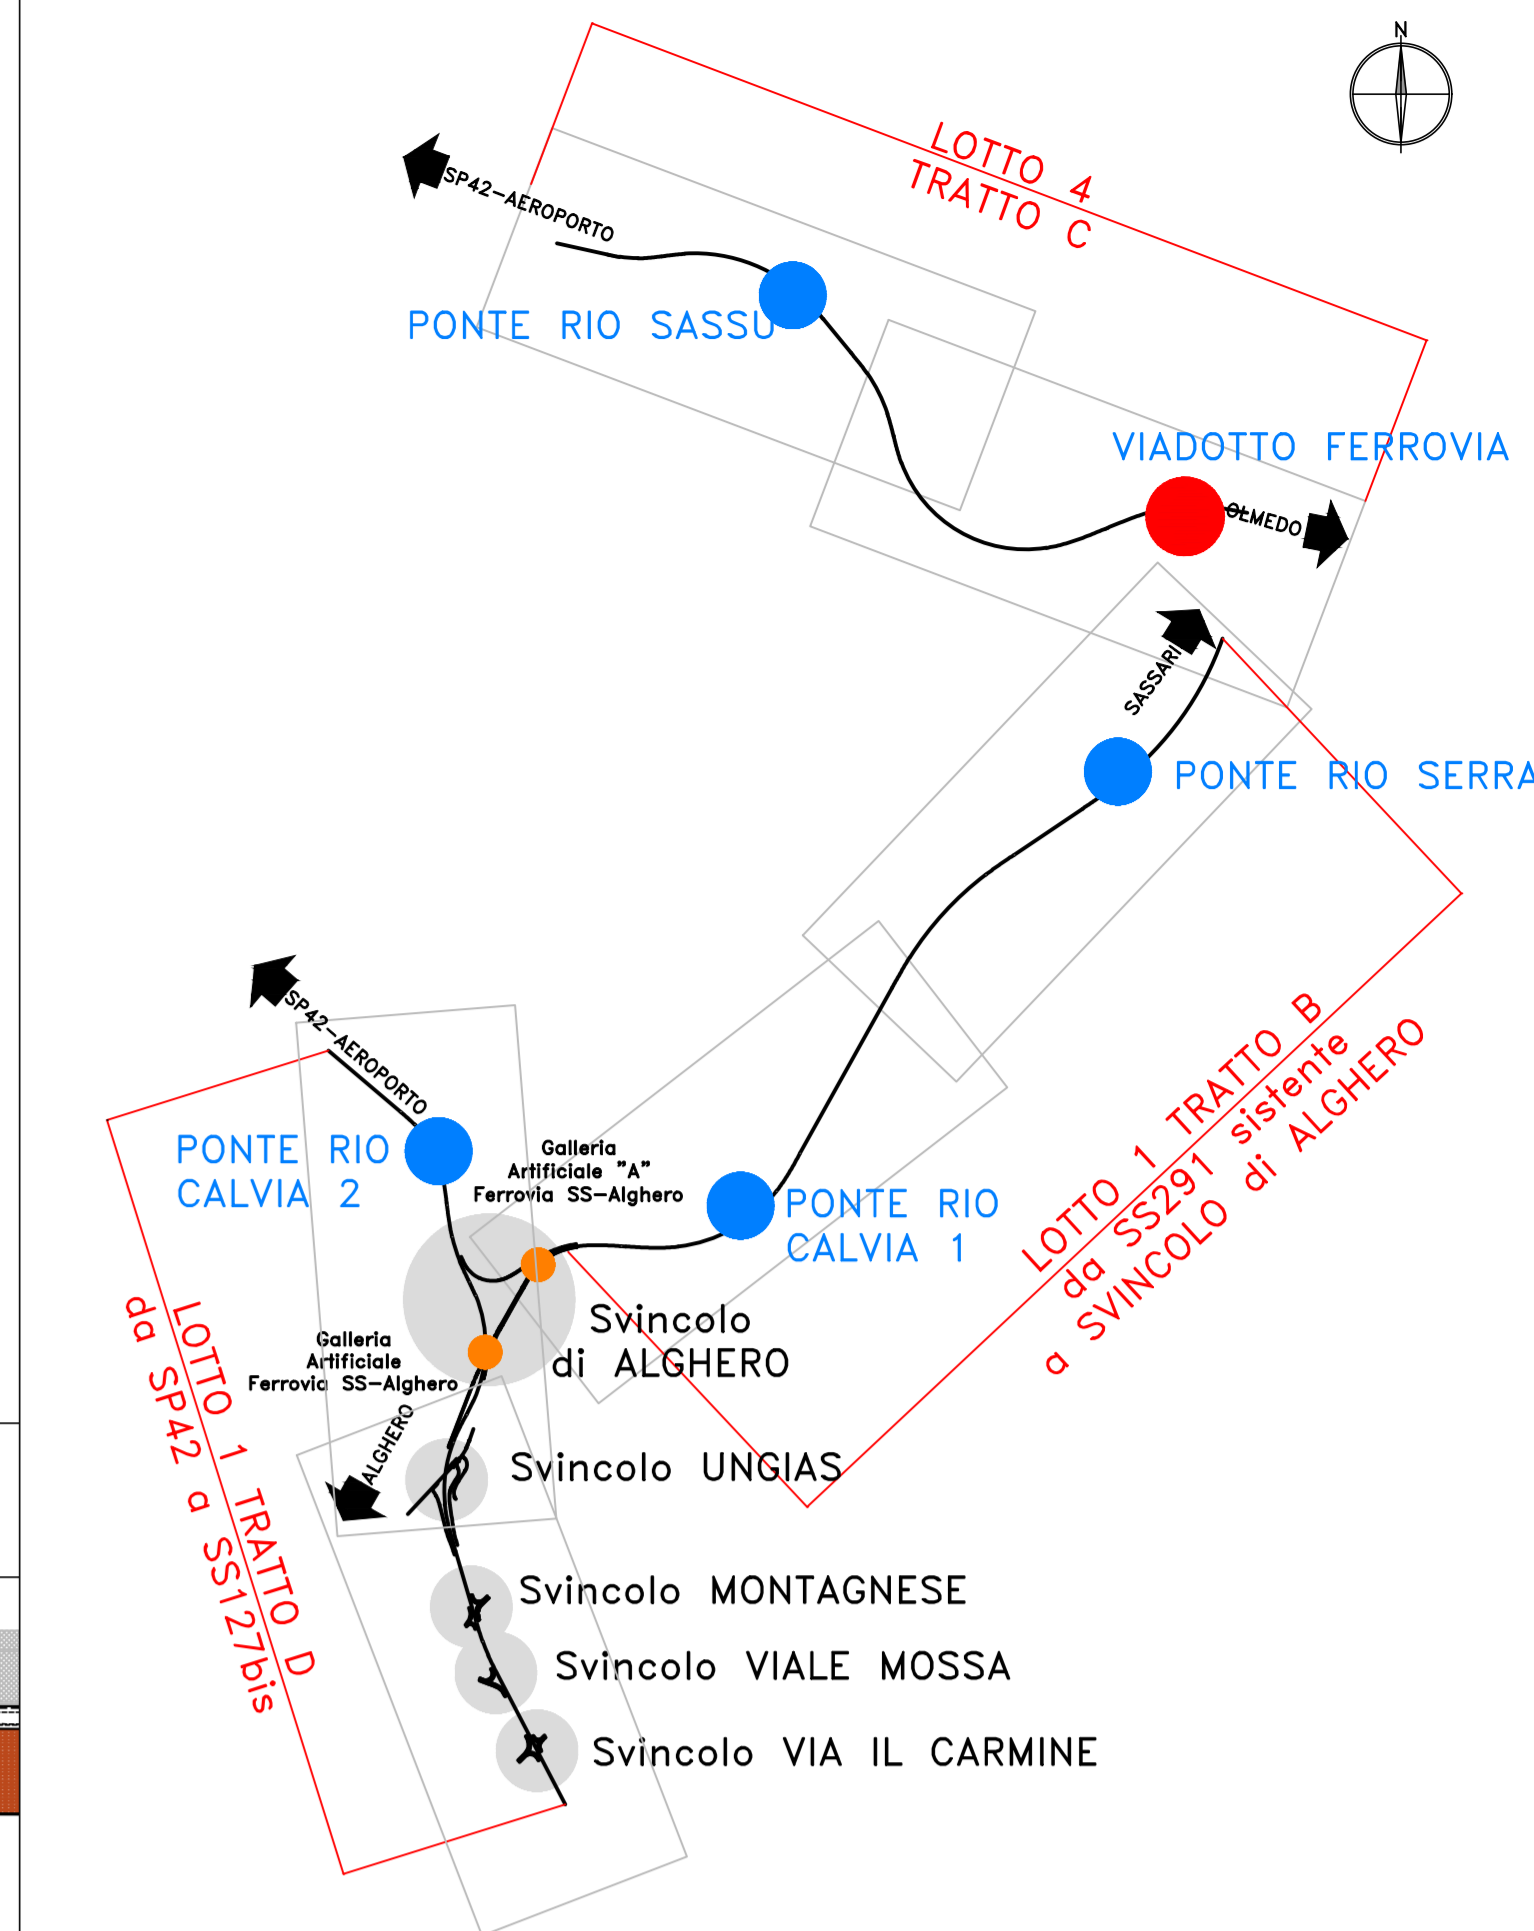 N
LOTTO 4
TRATTO C
SP42-AEROPORTO
PONTE RIO SASSU
VIADOTTO FERROVIA
OLMEDO
SASSARI
PONTE RIO SERRA
SP42-AEROPORTO
PONTE RIO
CALVIA 2
Galleria
Artificiale "A"
Ferrovia SS-Alghero
PONTE RIO
CALVIA 1
LOTTO 1 TRATTO B
da SS291 sistente
a SVINCOLO di ALGHERO
Svincolo
di ALGHERO
Galleria
Artificiale
Ferrovia SS-Alghero
LOTTO 1 TRATTO D
da SP42 a SS127bis
ALGHERO
Svincolo UNGIAS
Svincolo MONTAGNESE
Svincolo VIALE MOSSA
Svincolo VIA IL CARMINE